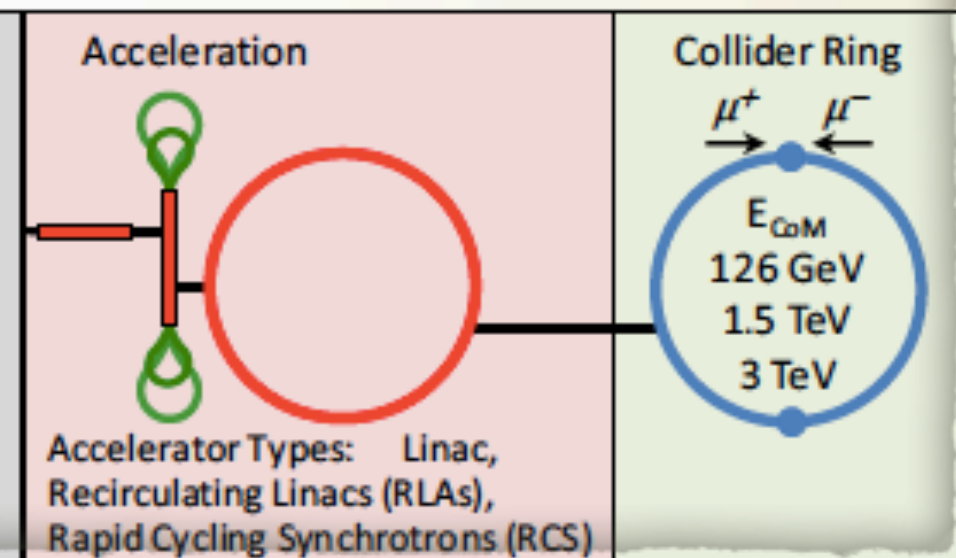 Acceleration
Accelerator Types: Linac,
Recirculating Linacs (RLAs),
Rapid Cycling Synchrotrons (RCS)
Collider Ring
μ+ μ−
ECoM
126 GeV
1.5 TeV
3 TeV